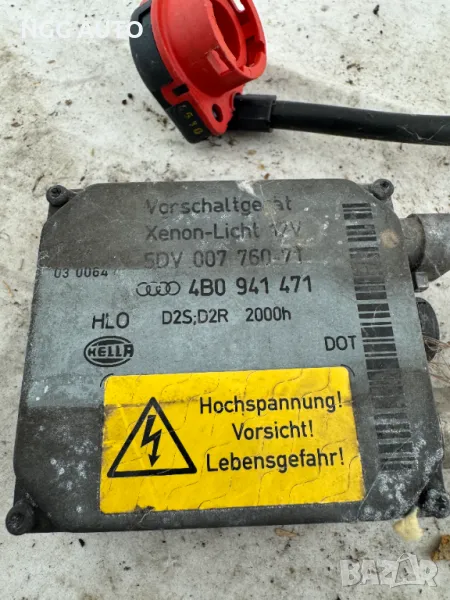 N6G AUTO
Vorschaltgerät
Xenon-Licht 12V
5DV 007 760-71
03 0064
4B0 941 471
HLO D2S;D2R 2000h
DOT
HELLA
Hochspannung!
Vorsicht!
Lebensgefahr!
BAZAR